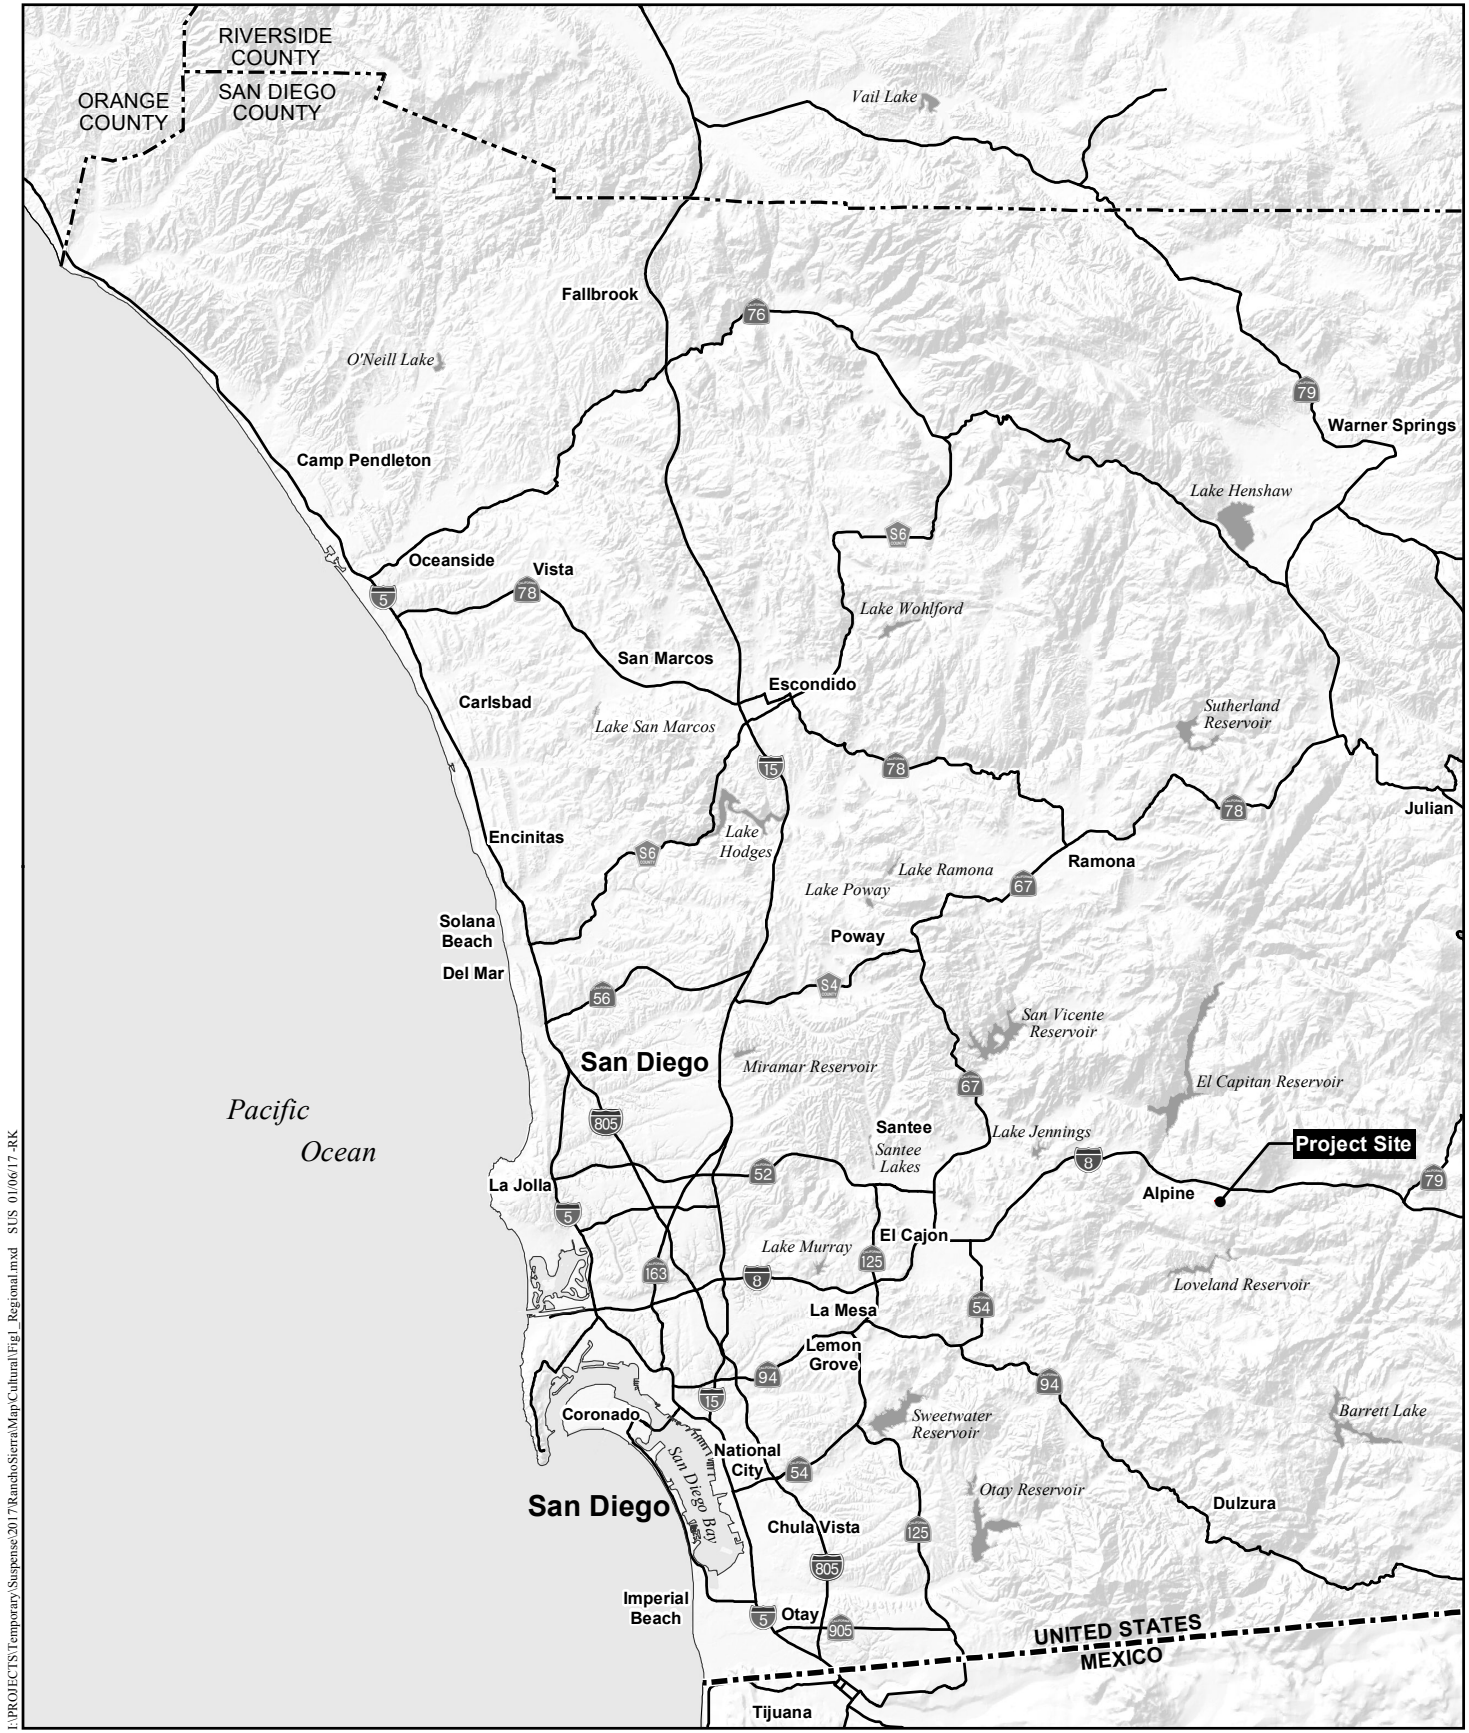 RIVERSIDE
COUNTY
SAN DIEGO
COUNTY
ORANGE
COUNTY
Vail Lake
Fallbrook
76
O'Neill Lake
79
Warner Springs
Camp Pendleton
Lake Henshaw
S6
COUNTY
Oceanside
Vista
78
5
Lake Wohlford
San Marcos
Escondido
Carlsbad
Lake San Marcos
Sutherland
Reservoir
15
78
78
Julian
Encinitas
Lake
Hodges
S6
COUNTY
Ramona
Lake Ramona
67
Lake Poway
Solana
Beach
Poway
Del Mar
56
S4
COUNTY
San Vicente
Reservoir
San Diego
Miramar Reservoir
67
El Capitan Reservoir
Pacific
Ocean
805
Santee
Santee
Lakes
Lake Jennings
8
Project Site
52
79
La Jolla
Alpine
5
El Cajon
Lake Murray
125
163
8
Loveland Reservoir
La Mesa
54
Lemon
Grove
94
94
15
Coronado
Sweetwater
Reservoir
Barrett Lake
National
City
54
San Diego Bay
San Diego
Otay Reservoir
Dulzura
Chula Vista
125
805
Imperial
Beach
5
Otay
905
UNITED STATES
MEXICO
Tijuana
I:\PROJECTS\Temporary\Suspense\2017\RanchoSierra\Map\Cultural\Fig1_Regional.mxd SUS 01/06/17 -RK